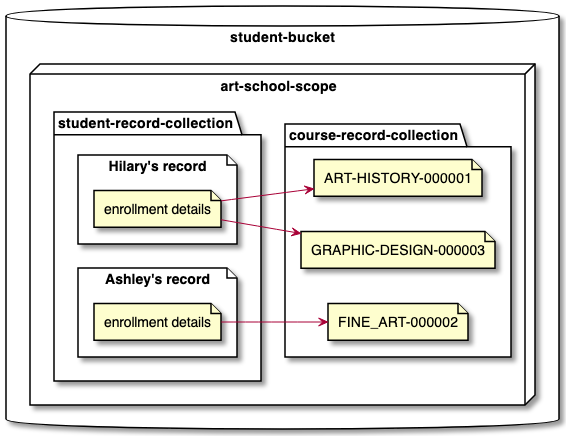 student-bucket
art-school-scope
student-record-collection
course-record-collection
Hilary's record
enrollment details
ART-HISTORY-000001
GRAPHIC-DESIGN-000003
Ashley's record
enrollment details
FINE_ART-000002